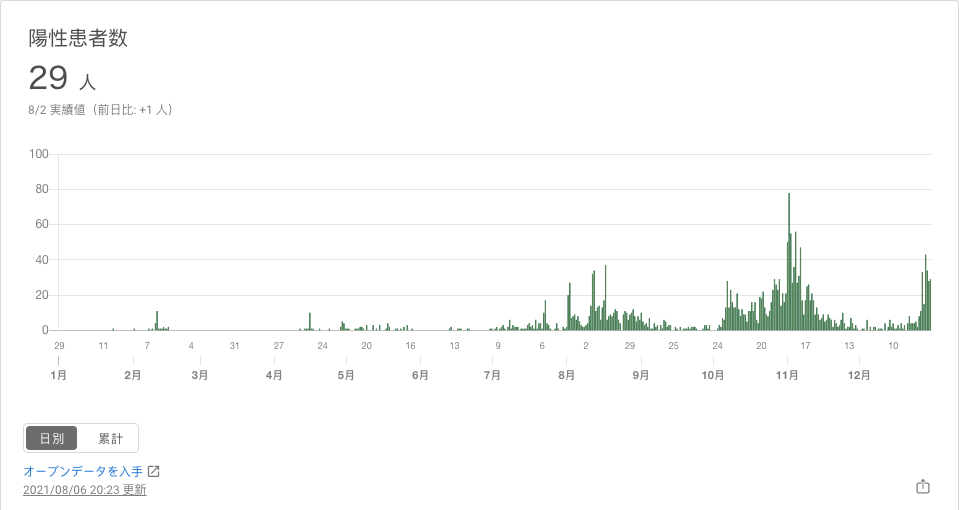 陽性患者数
29 人
8/2 実績値（前日比: +1 人）
100
80
60
40
20
0
29 11 7 4 31 27 24 20 16 13 9 6 2 29 25 24 20 17 13 10
1月 2月 3月 4月 5月 6月 7月 8月 9月 10月 11月 12月
日別 累計
オープンデータを入手
2021/08/06 20:23 更新